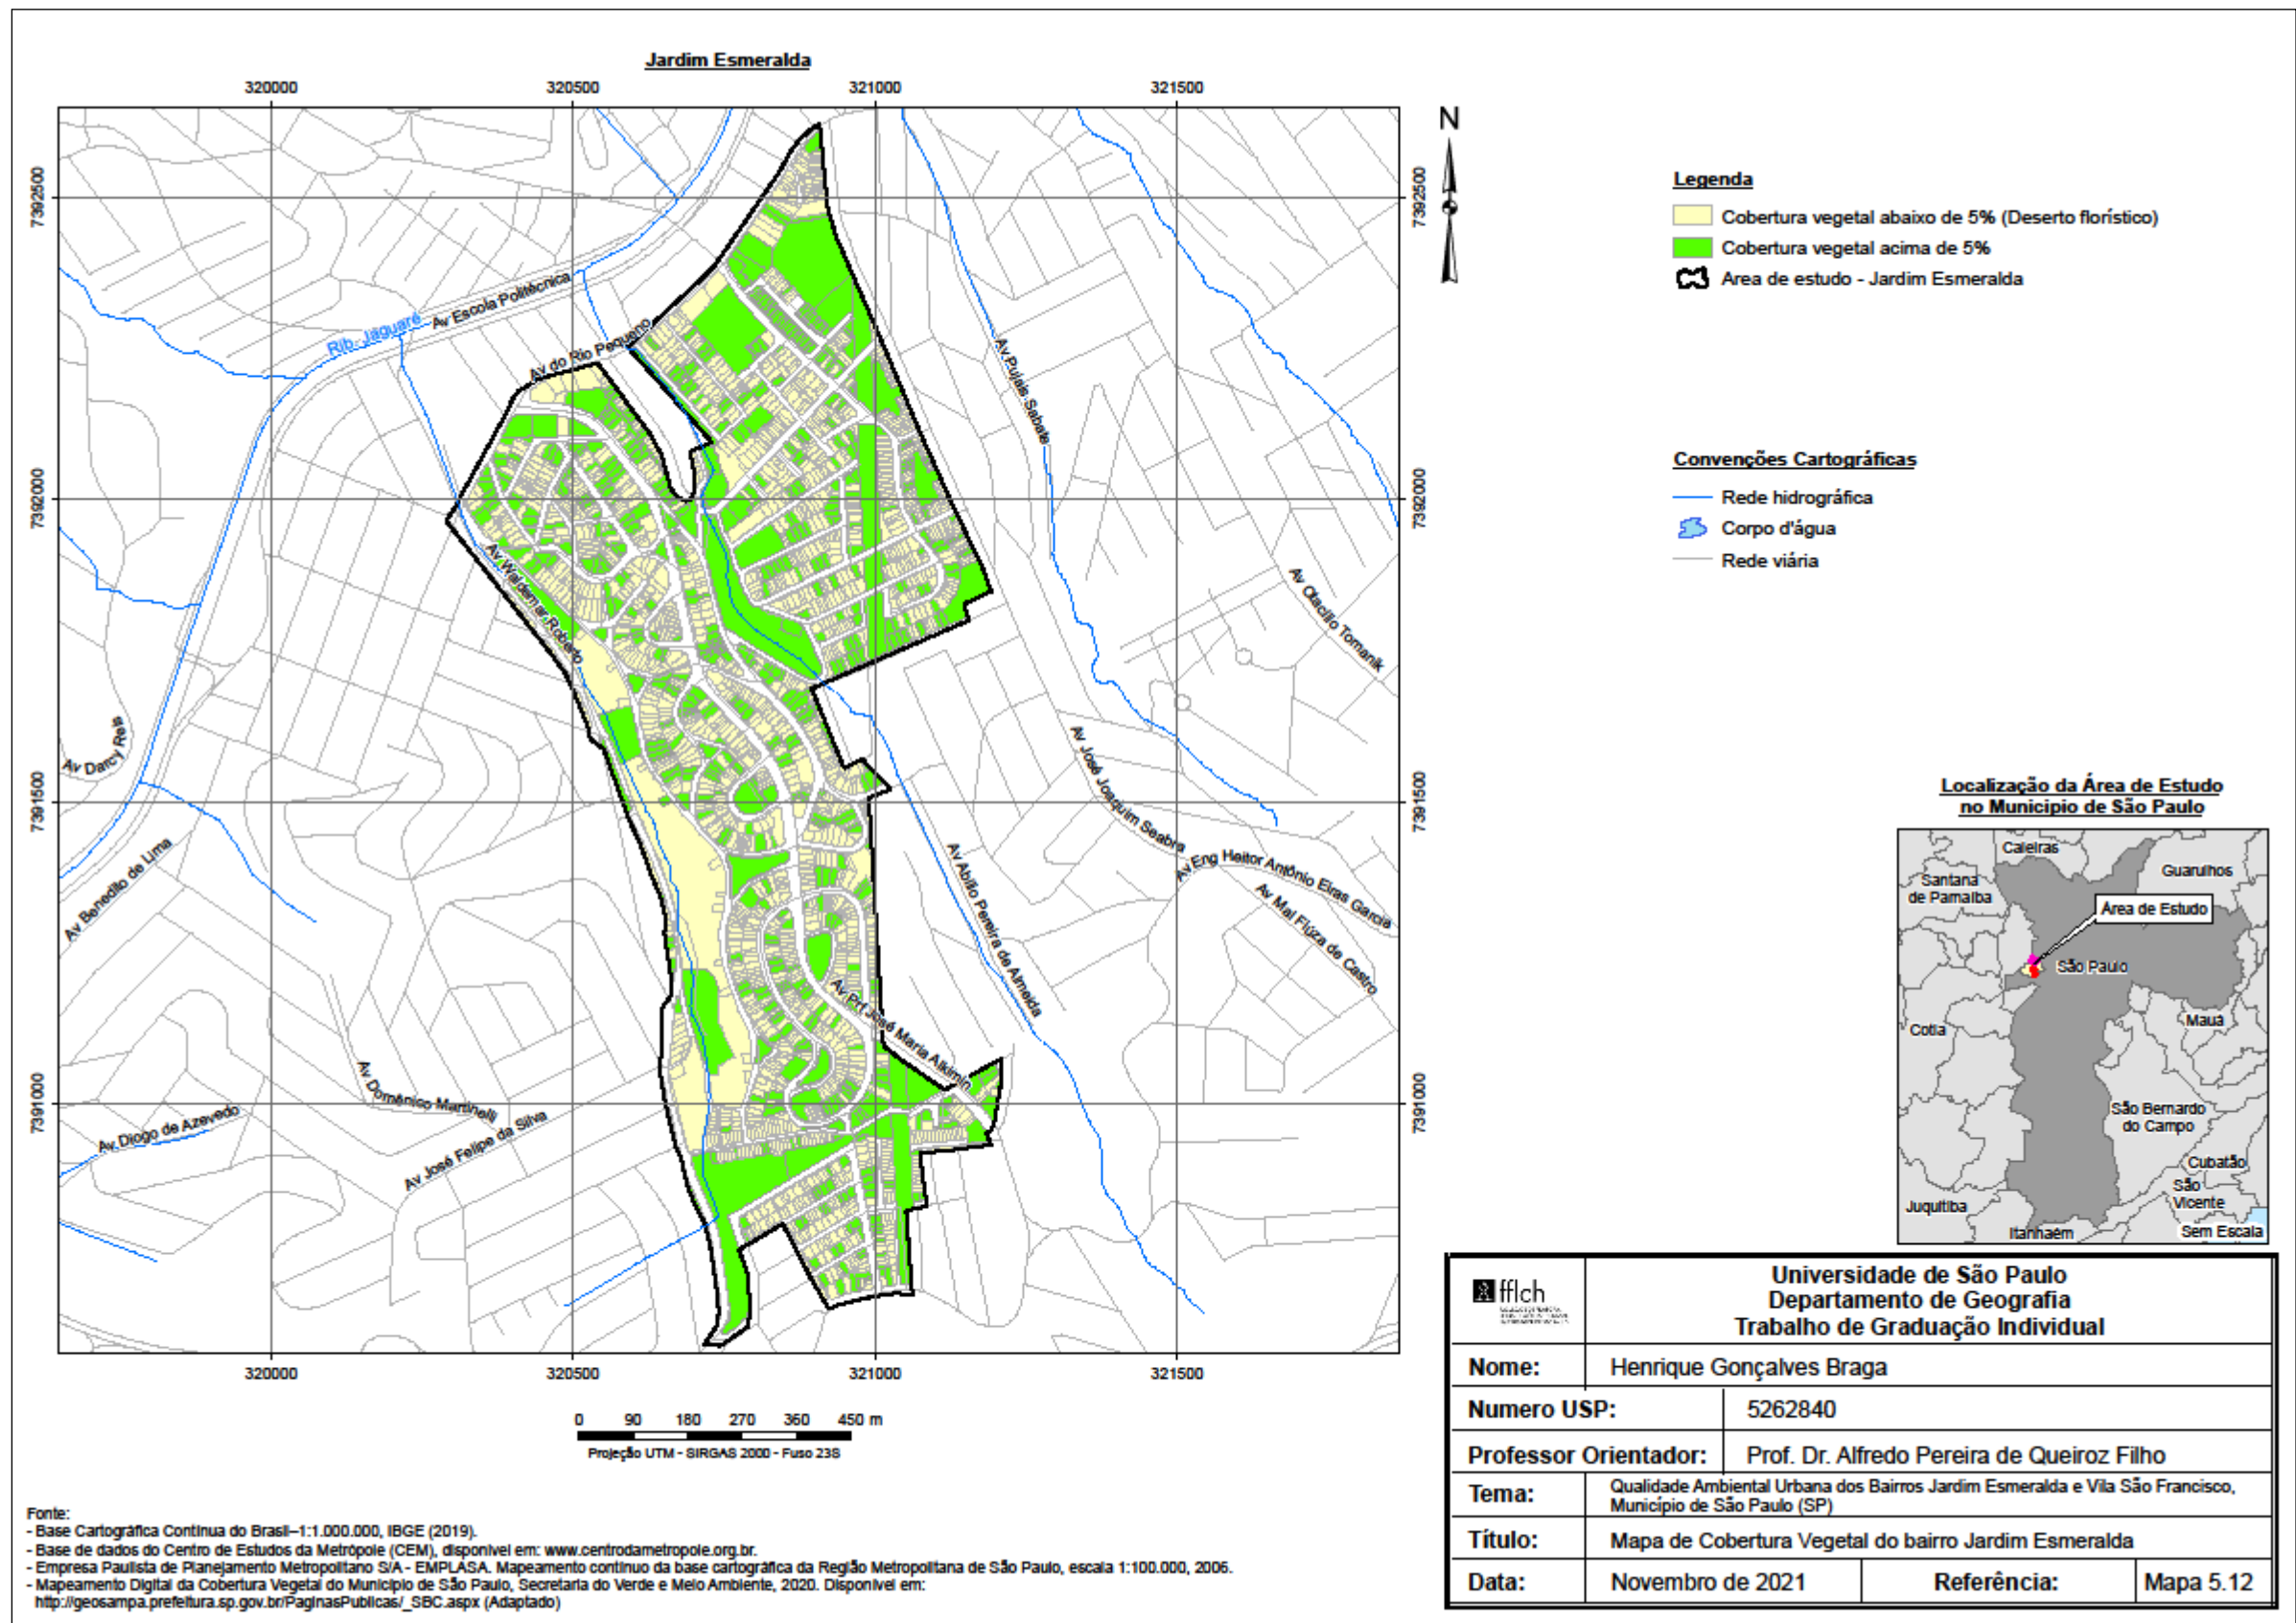 Jardim Esmeralda
320000 320500 321000 321500
7392500 7392500
7392000 7392000
7391500 7391500
7391000 7391000
320000 320500 321000 321500
N
Rib. Jaguaré
Av Escola Politécnica
Av do Rio Pequeno
Av Pujais Sabate
Av Waldemar Roberto
Av Otacílio Tomanik
Av Darcy Reis
Av José Joaquim Seabra
Av Benedito de Lima
Av Eng Heitor Antônio Eiras Garcia
Av Abílio Pereira de Almeida
Av Mal Fiúza de Castro
Av Prf José Maria Alkimin
Av Domênico Martinelli
Av Diogo de Azevedo
Av José Felipe da Silva
0 90 180 270 360 450 m
Projeção UTM - SIRGAS 2000 - Fuso 23S
Legenda
Cobertura vegetal abaixo de 5% (Deserto florístico)
Cobertura vegetal acima de 5%
Area de estudo - Jardim Esmeralda
Convenções Cartográficas
Rede hidrográfica
Corpo d'água
Rede viária
Localização da Área de Estudo
no Municipio de São Paulo
Caieiras
Guarulhos
Santana
de Parnaíba
Área de Estudo
São Paulo
Cotia
Mauá
São Bernardo
do Campo
Cubatão
São
Vicente
Juquitiba
Itanhaém
Sem Escala
fflch
Universidade de São Paulo
Departamento de Geografia
Trabalho de Graduação Individual
Nome: Henrique Gonçalves Braga
Numero USP: 5262840
Professor Orientador: Prof. Dr. Alfredo Pereira de Queiroz Filho
Tema: Qualidade Ambiental Urbana dos Bairros Jardim Esmeralda e Vila São Francisco,
Município de São Paulo (SP)
Título: Mapa de Cobertura Vegetal do bairro Jardim Esmeralda
Data: Novembro de 2021 Referência: Mapa 5.12
Fonte:
- Base Cartográfica Contínua do Brasil–1:1.000.000, IBGE (2019).
- Base de dados do Centro de Estudos da Metrópole (CEM), disponível em: www.centrodametropole.org.br.
- Empresa Paulista de Planejamento Metropolitano S/A - EMPLASA. Mapeamento contínuo da base cartográfica da Região Metropolitana de São Paulo, escala 1:100.000, 2006.
- Mapeamento Digital da Cobertura Vegetal do Município de São Paulo, Secretaria do Verde e Meio Ambiente, 2020. Disponível em:
http://geosampa.prefeitura.sp.gov.br/PaginasPublicas/_SBC.aspx (Adaptado)